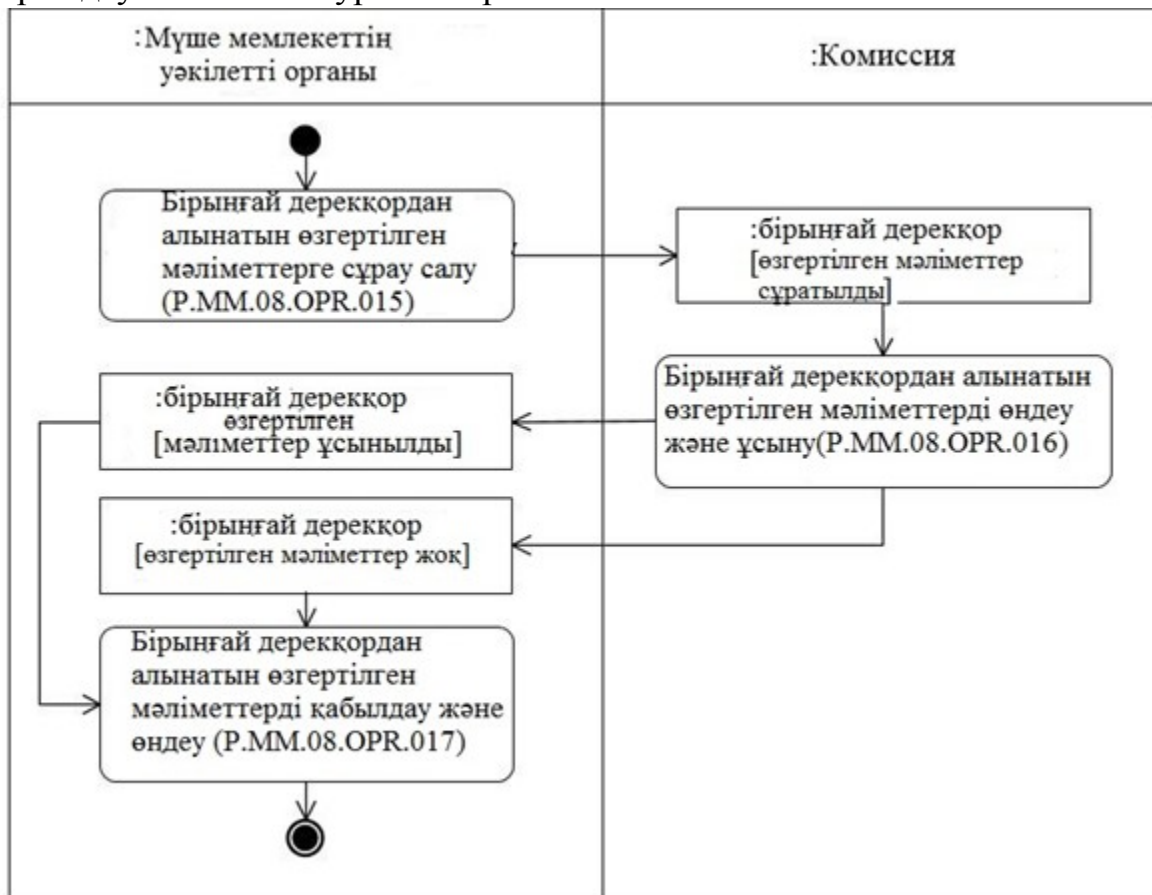 :Мүше мемлекеттің
уәкілетті органы
:Комиссия
Бірыңғай дерекқордан
алынатын өзгертілген
мәліметтерге сұрау салу
(P.MM.08.OPR.015)
:бірыңғай дерекқор
[өзгертілген мәліметтер
сұратылды]
Бірыңғай дерекқордан алынатын
өзгертілген мәліметтерді өңдеу
және ұсыну(P.MM.08.OPR.016)
:бірыңғай дерекқор
өзгертілген
[мәліметтер ұсынылды]
:бірыңғай дерекқор
[өзгертілген мәліметтер жоқ]
Бірыңғай дерекқордан
алынатын өзгертілген
мәліметтерді қабылдау және
өңдеу (P.MM.08.OPR.017)